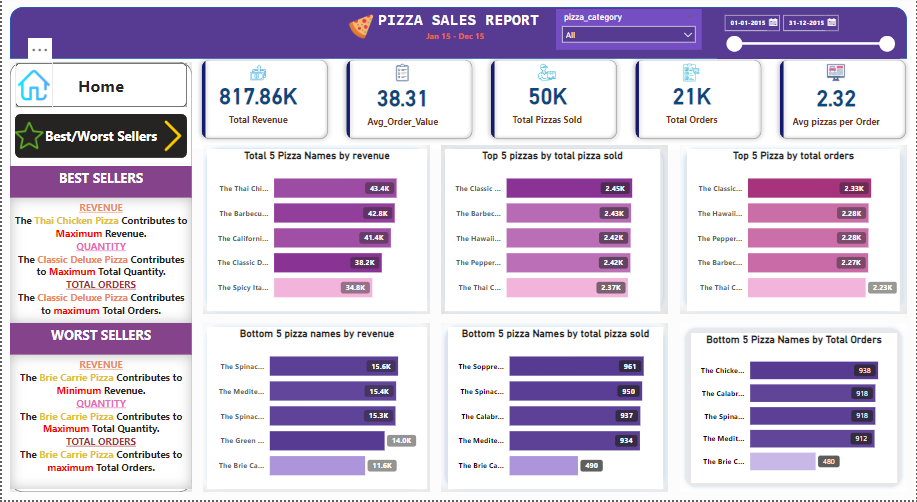 PIZZA SALES REPORT
Jan 15 - Dec 15
pizza_category
All
01-01-2015
31-12-2015
...
Home
Best/Worst Sellers
817.86K
Total Revenue
38.31
Avg_Order_Value
50K
Total Pizzas Sold
21K
Total Orders
2.32
Avg pizzas per Order
BEST SELLERS
REVENUE
The Thai Chicken Pizza Contributes to
Maximum Revenue.
QUANTITY
The Classic Deluxe Pizza Contributes
to Maximum Total Quantity.
TOTAL ORDERS
The Classic Deluxe Pizza Contributes
to maximum Total Orders.
WORST SELLERS
REVENUE
The Brie Carrie Pizza Contributes to
Minimum Revenue.
QUANTITY
The Brie Carrie Pizza Contributes to
Maximum Total Quantity.
TOTAL ORDERS
The Brie Carrie Pizza Contributes to
maximum Total Orders.
Total 5 Pizza Names by revenue
The Thai Chi... 43.4K
The Barbecu... 42.8K
The Californi... 41.4K
The Classic D... 38.2K
The Spicy Ita... 34.8K
Top 5 pizzas by total pizza sold
The Classic ... 2.45K
The Barbec... 2.43K
The Hawaii... 2.42K
The Pepper... 2.42K
The Thai C... 2.37K
Top 5 Pizza by total orders
The Classic... 2.33K
The Hawaii... 2.28K
The Pepper... 2.28K
The Barbec... 2.27K
The Thai C... 2.23K
Bottom 5 pizza names by revenue
The Spinac... 15.6K
The Medite... 15.4K
The Spinac... 15.3K
The Green ... 14.0K
The Brie Ca... 11.6K
Bottom 5 pizza Names by total pizza sold
The Soppre... 961
The Spinac... 950
The Calabr... 937
The Medite... 934
The Brie Ca... 490
Bottom 5 Pizza Names by Total Orders
The Chicke... 938
The Calabr... 918
The Spina... 918
The Medit... 912
The Brie C... 480